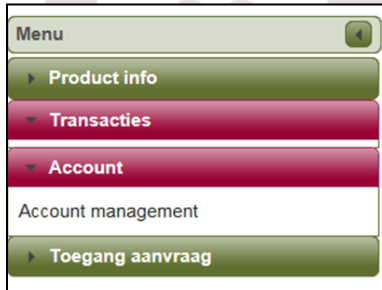 Menu
Product info
Transacties
Account
Account management
Toegang aanvraag